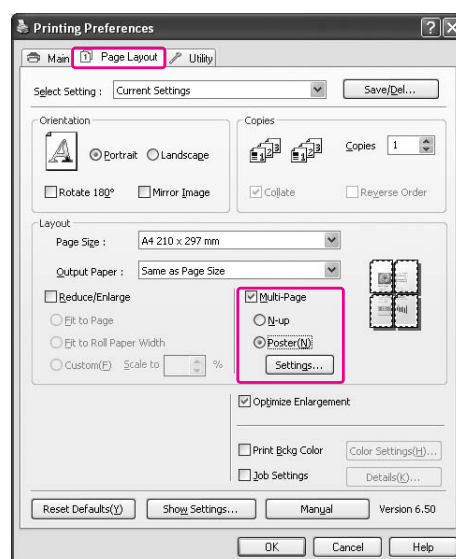 Printing Preferences
Main Page Layout Utility
Select Setting : Current Settings Save/Del...
Orientation
Copies
Portrait Landscape
Copies 1
Rotate 180° Mirror Image
Collate Reverse Order
Layout
Page Size : A4 210 x 297 mm
Output Paper : Same as Page Size
Reduce/Enlarge
Multi-Page
Fit to Page
N-up
Fit to Roll Paper Width
Poster(N)
Custom(F) Scale to %
Settings...
Optimize Enlargement
Print Bckg Color Color Settings(H)...
Job Settings Details(K)...
Reset Defaults(Y) Show Settings... Manual Version 6.50
OK Cancel Help